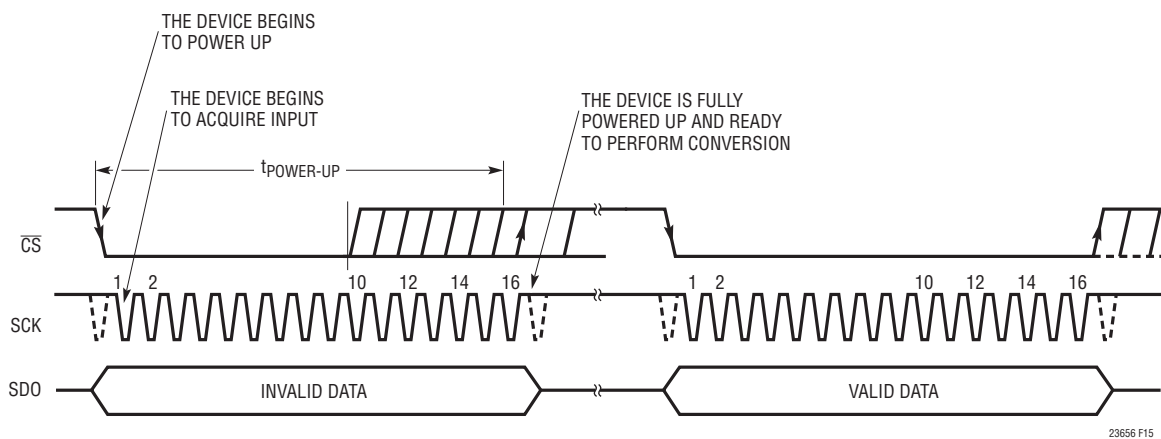 THE DEVICE BEGINS
TO POWER UP
THE DEVICE BEGINS
TO ACQUIRE INPUT
THE DEVICE IS FULLY
POWERED UP AND READY
TO PERFORM CONVERSION
tPOWER-UP
CS
1 2 10 12 14 16 1 2 10 12 14 16
SCK
SDO INVALID DATA VALID DATA
23656 F15